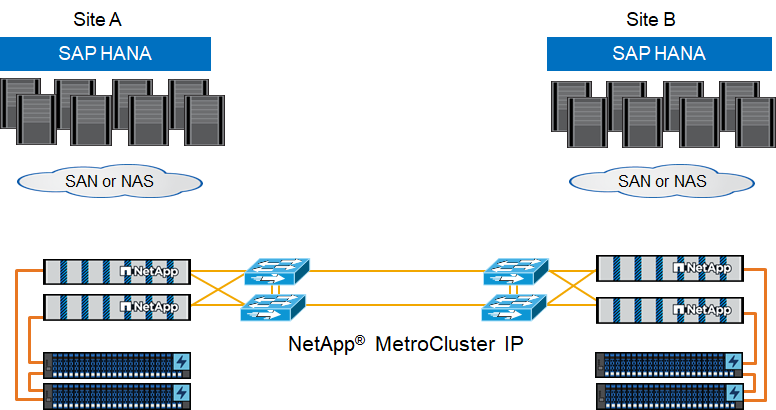 Site A
Site B
SAP HANA
SAP HANA
SAN or NAS
SAN or NAS
NetApp
NetApp
NetApp
NetApp
NetApp® MetroCluster IP